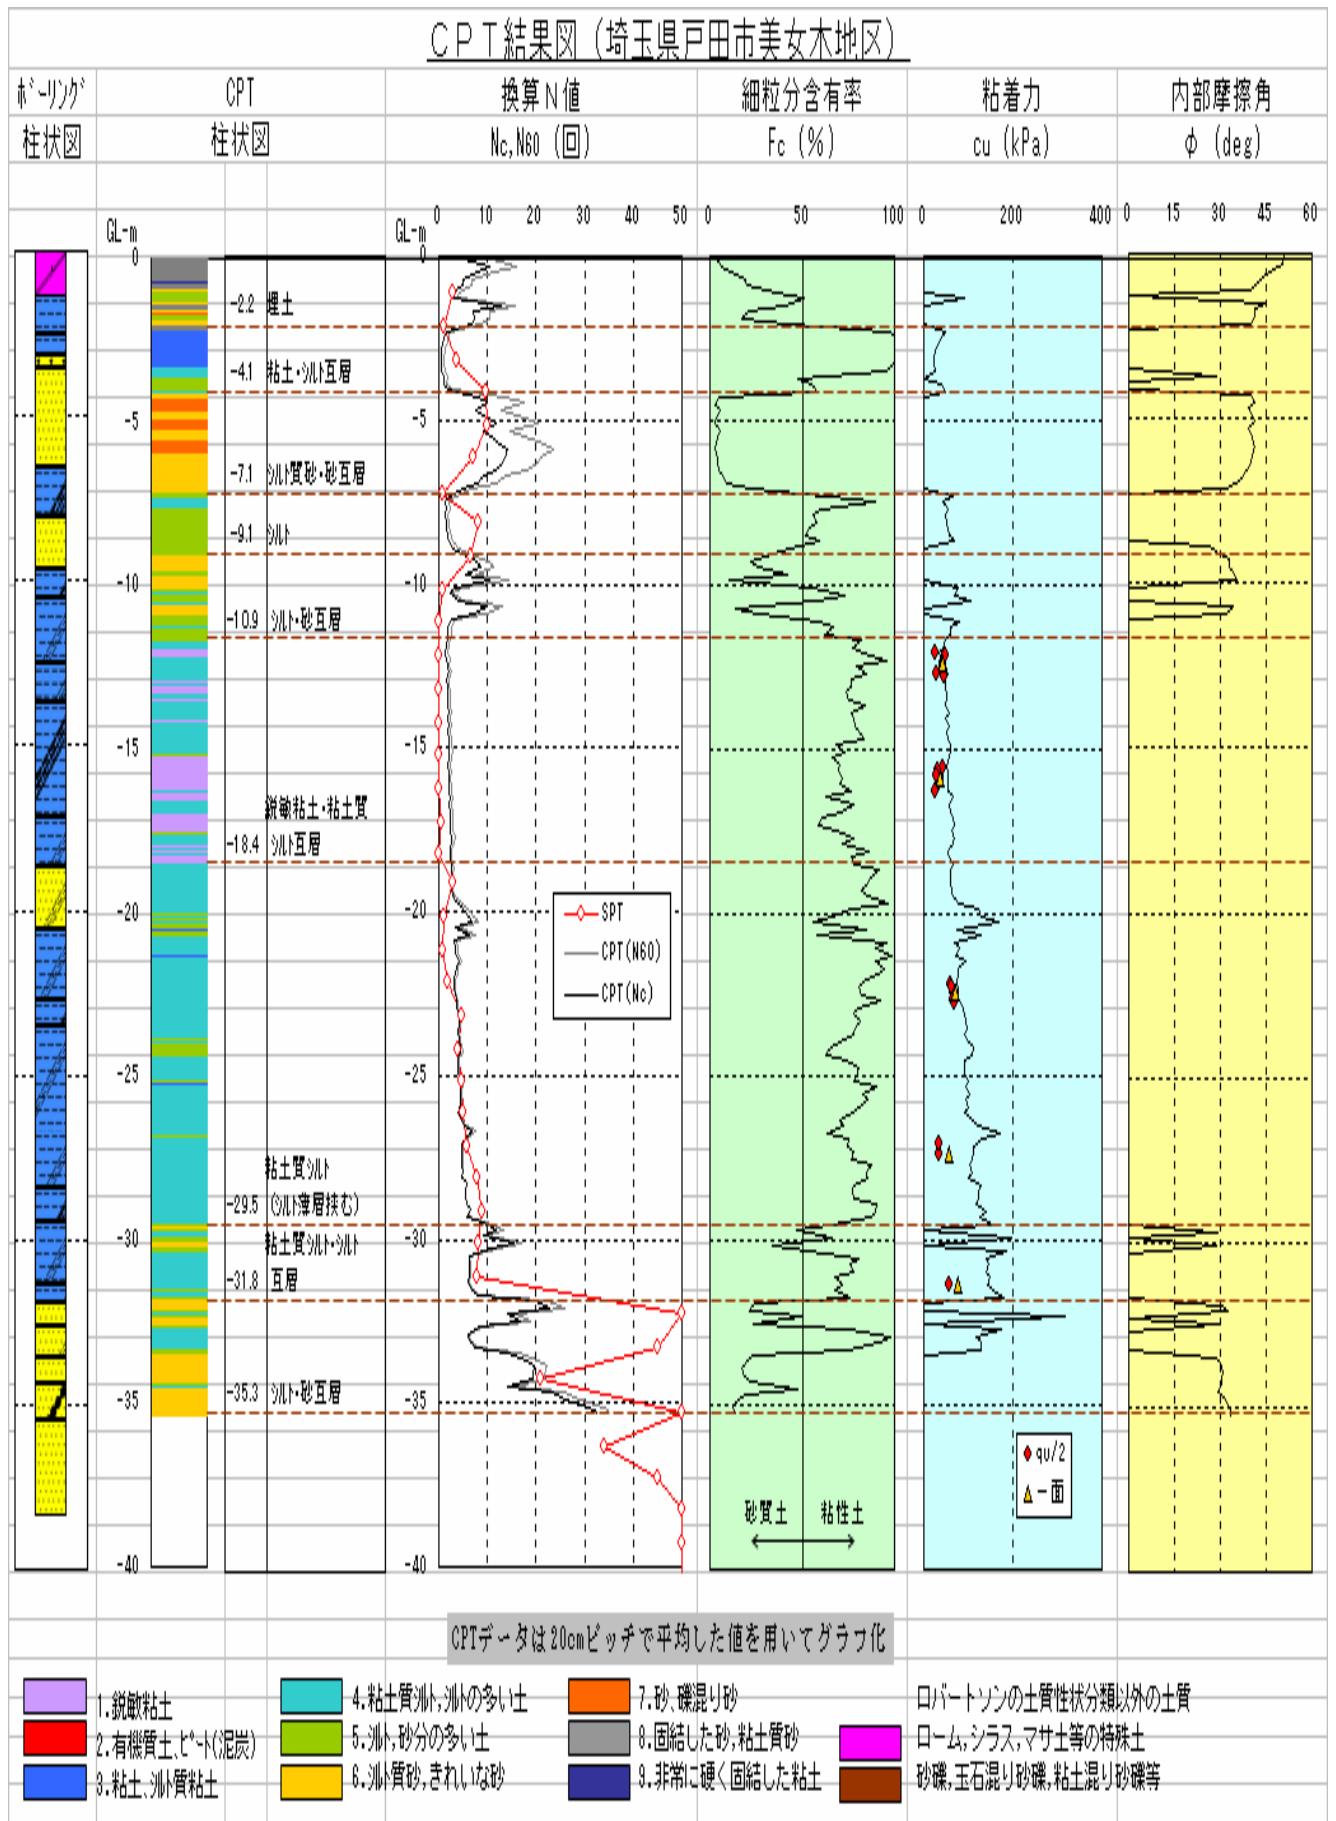 CPT結果図(埼玉県戸田市美女木地区)
ボーリング 柱状図
CPT 柱状図
換算N値 Nc,N60 (回)
細粒分含有率 Fc (%)
粘着力 cu (kPa)
内部摩擦角 φ (deg)
GL-m
GL-m
0 10 20 30 40 50
0 50 100
0 200 400
0 15 30 45 60
0
-5
-10
-15
-20
-25
-30
-35
-40
-2.2 埋土
-4.1 粘土・シルト互層
-7.1 シルト質砂・砂互層
-9.1 シルト
-10.9 シルト・砂互層
鋭敏粘土・粘土質
-18.4 シルト互層
粘土質シルト
-29.5 (シルト薄層挟む)
粘土質シルト・シルト
-31.8 互層
-35.3 シルト・砂互層
0
-5
-10
-15
-20
-25
-30
-35
-40
SPT
CPT(N60)
CPT(Nc)
砂質土 粘性土
qu/2
一面
CPTデータは20cmピッチで平均した値を用いてグラフ化
1.鋭敏粘土
2.有機質土、ピート(泥炭)
3.粘土、シルト質粘土
4.粘土質シルト,シルトの多い土
5.シルト,砂分の多い土
6.シルト質砂,きれいな砂
7.砂、礫混り砂
8.固結した砂,粘土質砂
9.非常に硬く固結した粘土
ロバートソンの土質性状分類以外の土質
ローム,シラス,マサ土等の特殊土
砂礫,玉石混り砂礫,粘土混り砂礫等